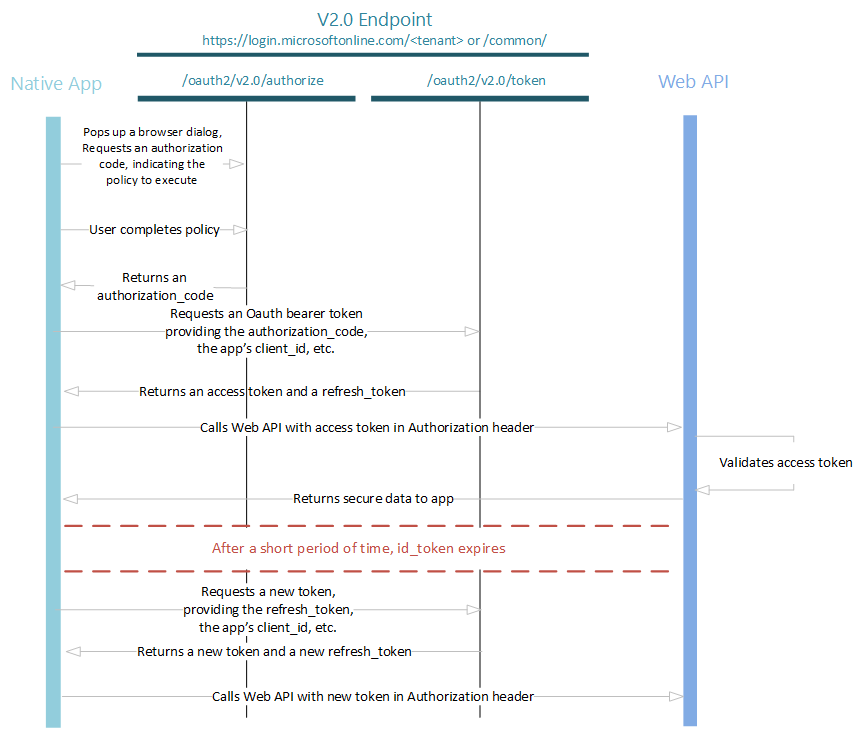 V2.0 Endpoint
https://login.microsoftonline.com/<tenant> or /common/
Native App
/oauth2/v2.0/authorize
/oauth2/v2.0/token
Web API
Pops up a browser dialog,
Requests an authorization
code, indicating the
policy to execute
User completes policy
Returns an
authorization_code
Requests an Oauth bearer token
providing the authorization_code,
the app's client_id, etc.
Returns an access token and a refresh_token
Calls Web API with access token in Authorization header
Validates access token
Returns secure data to app
After a short period of time, id_token expires
Requests a new token,
providing the refresh_token,
the app's client_id, etc.
Returns a new token and a new refresh_token
Calls Web API with new token in Authorization header